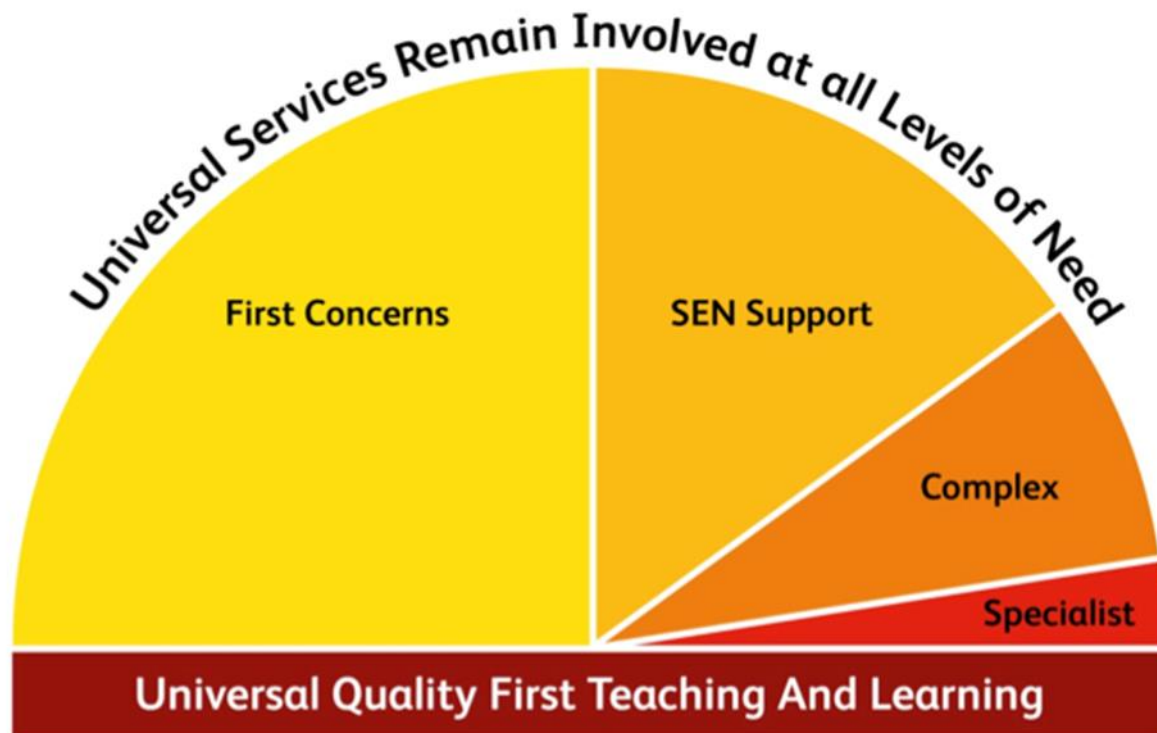 Universal Services Remain Involved at all Levels of Need
First Concerns
SEN Support
Complex
Specialist
Universal Quality First Teaching And Learning